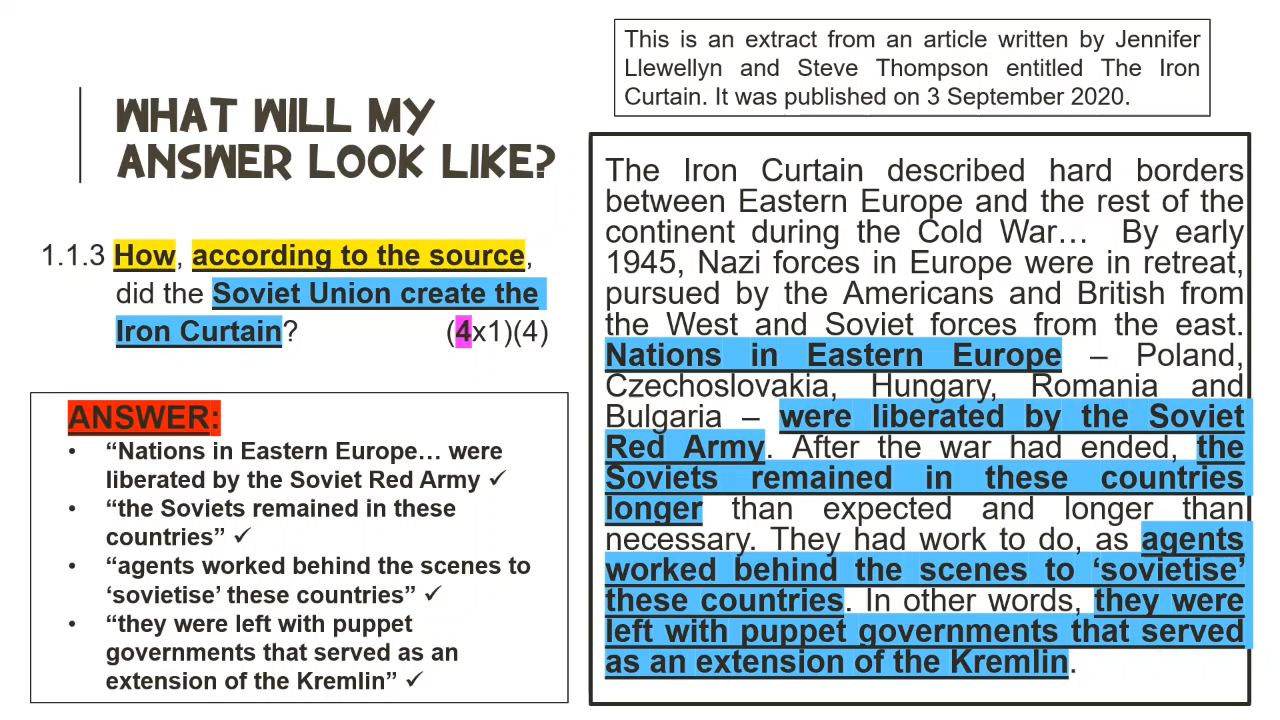 WHAT WILL MY
ANSWER LOOK LIKE?
1.1.3 How, according to the source,
did the Soviet Union create the
Iron Curtain? (4x1)(4)
ANSWER:
• “Nations in Eastern Europe… were
liberated by the Soviet Red Army ✓
• “the Soviets remained in these
countries” ✓
• “agents worked behind the scenes to
‘sovietise’ these countries” ✓
• “they were left with puppet
governments that served as an
extension of the Kremlin” ✓
This is an extract from an article written by Jennifer
Llewellyn and Steve Thompson entitled The Iron
Curtain. It was published on 3 September 2020.
The Iron Curtain described hard borders
between Eastern Europe and the rest of the
continent during the Cold War… By early
1945, Nazi forces in Europe were in retreat,
pursued by the Americans and British from
the West and Soviet forces from the east.
Nations in Eastern Europe – Poland,
Czechoslovakia, Hungary, Romania and
Bulgaria – were liberated by the Soviet
Red Army. After the war had ended, the
Soviets remained in these countries
longer than expected and longer than
necessary. They had work to do, as agents
worked behind the scenes to ‘sovietise’
these countries. In other words, they were
left with puppet governments that served
as an extension of the Kremlin.